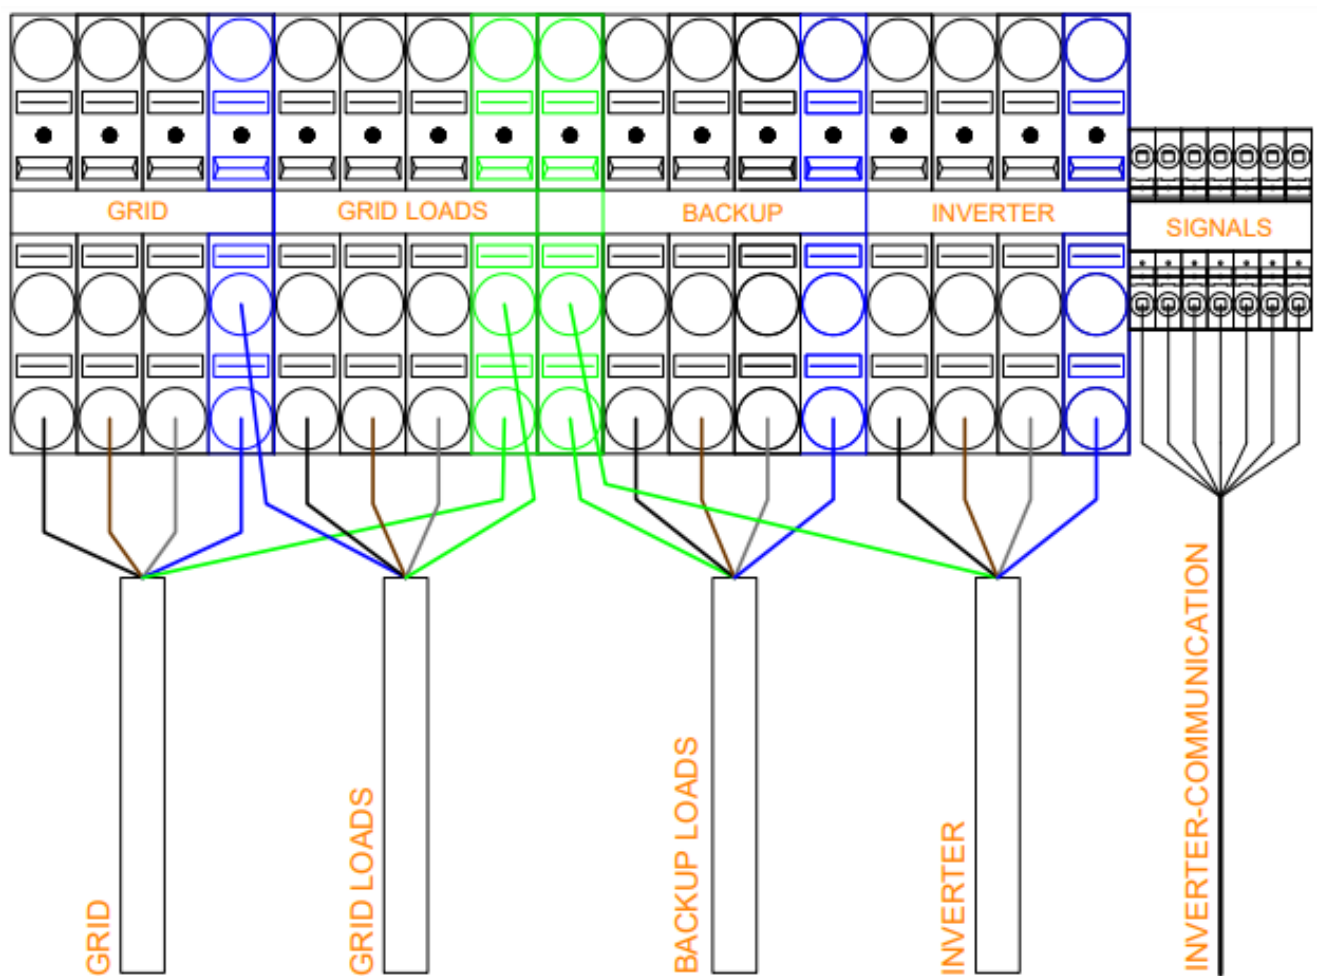 GRID
GRID LOADS
BACKUP
INVERTER
SIGNALS
GRID
GRID LOADS
BACKUP LOADS
INVERTER
INVERTER-COMMUNICATION